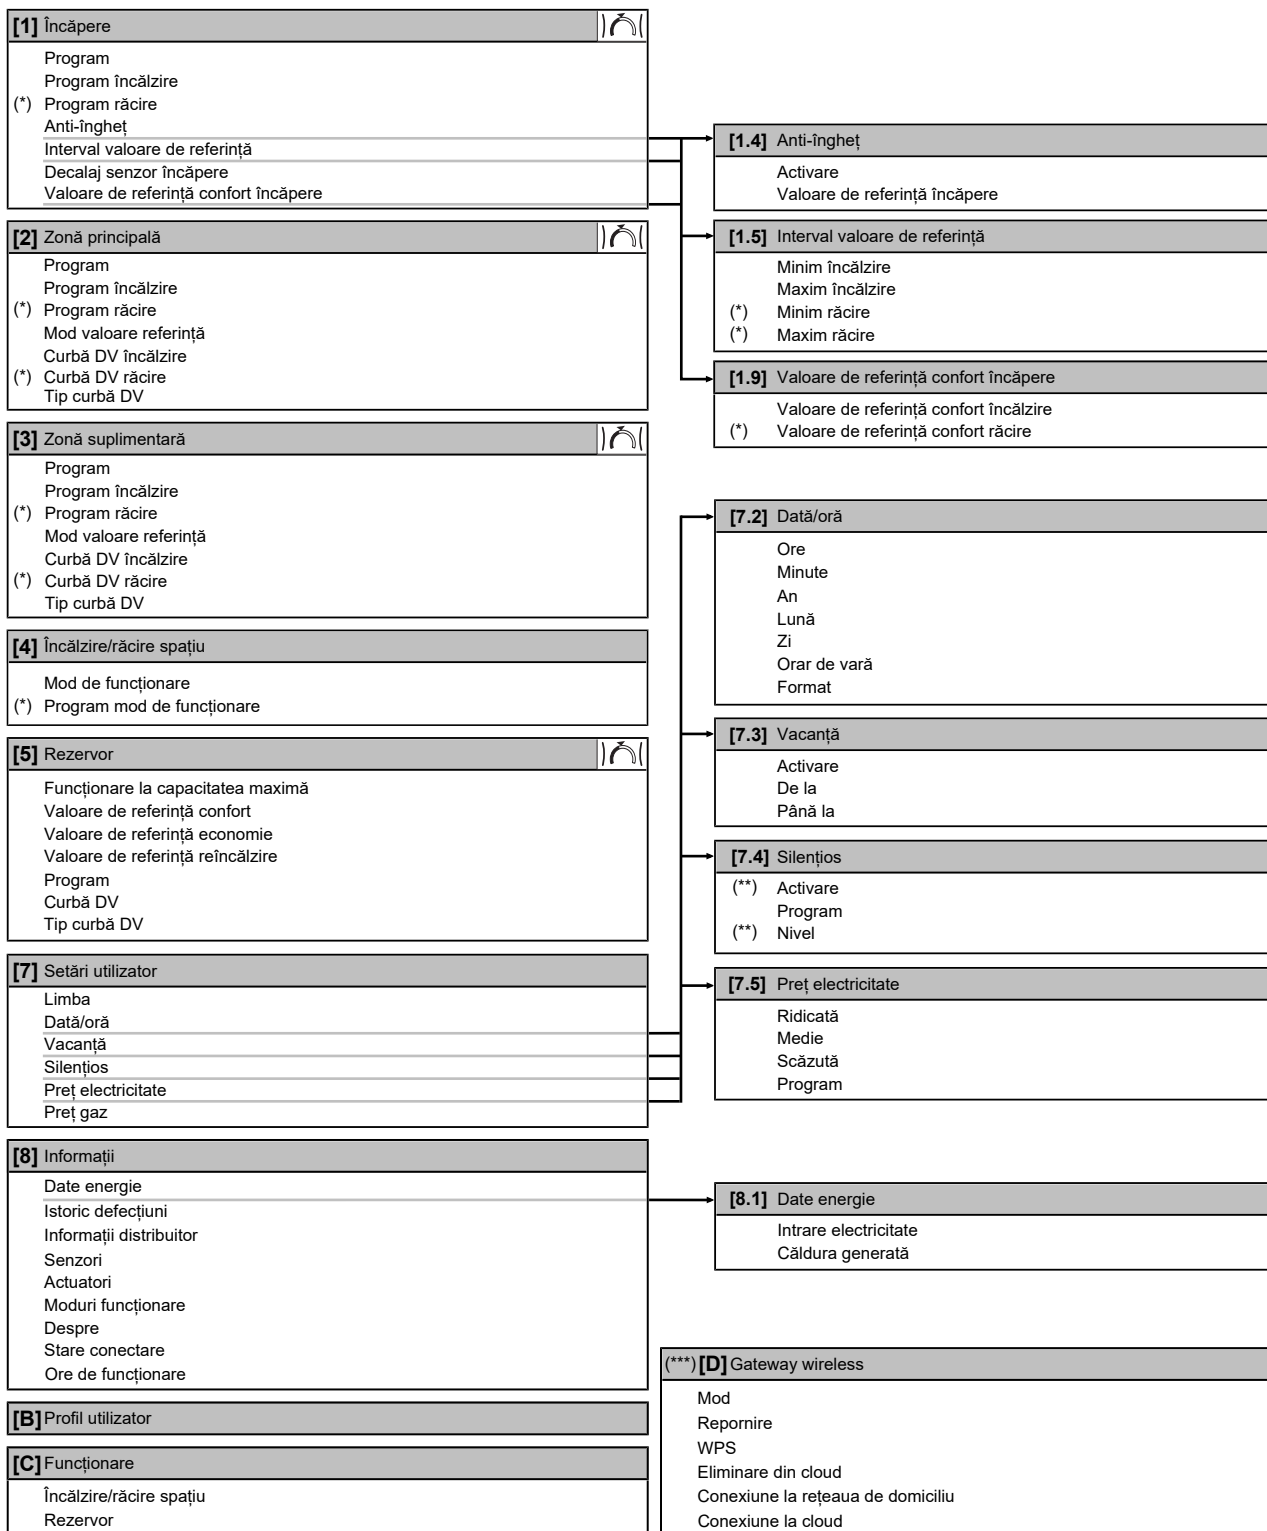 [1] Încăpere
Program
Program încălzire
(*) Program răcire
Anti-îngheț
Interval valoare de referință
Decalaj senzor încăpere
Valoare de referință confort încăpere
[2] Zonă principală
Program
Program încălzire
(*) Program răcire
Mod valoare referință
Curbă DV încălzire
(*) Curbă DV răcire
Tip curbă DV
[3] Zonă suplimentară
Program
Program încălzire
(*) Program răcire
Mod valoare referință
Curbă DV încălzire
(*) Curbă DV răcire
Tip curbă DV
[4] Încălzire/răcire spațiu
Mod de funcționare
(*) Program mod de funcționare
[5] Rezervor
Funcționare la capacitatea maximă
Valoare de referință confort
Valoare de referință economie
Valoare de referință reîncălzire
Program
Curbă DV
Tip curbă DV
[7] Setări utilizator
Limba
Dată/oră
Vacanță
Silențios
Preț electricitate
Preț gaz
[8] Informații
Date energie
Istoric defecțiuni
Informații distribuitor
Senzori
Actuatori
Moduri funcționare
Despre
Stare conectare
Ore de funcționare
[B] Profil utilizator
[C] Funcționare
Încălzire/răcire spațiu
Rezervor
[1.4] Anti-îngheț
Activare
Valoare de referință încăpere
[1.5] Interval valoare de referință
Minim încălzire
Maxim încălzire
(*) Minim răcire
(*) Maxim răcire
[1.9] Valoare de referință confort încăpere
Valoare de referință confort încălzire
(*) Valoare de referință confort răcire
[7.2] Dată/oră
Ore
Minute
An
Lună
Zi
Orar de vară
Format
[7.3] Vacanță
Activare
De la
Până la
[7.4] Silențios
(**) Activare
Program
(**) Nivel
[7.5] Preț electricitate
Ridicată
Medie
Scăzută
Program
[8.1] Date energie
Intrare electricitate
Căldura generată
(***) [D] Gateway wireless
Mod
Repornire
WPS
Eliminare din cloud
Conexiune la rețeaua de domiciliu
Conexiune la cloud